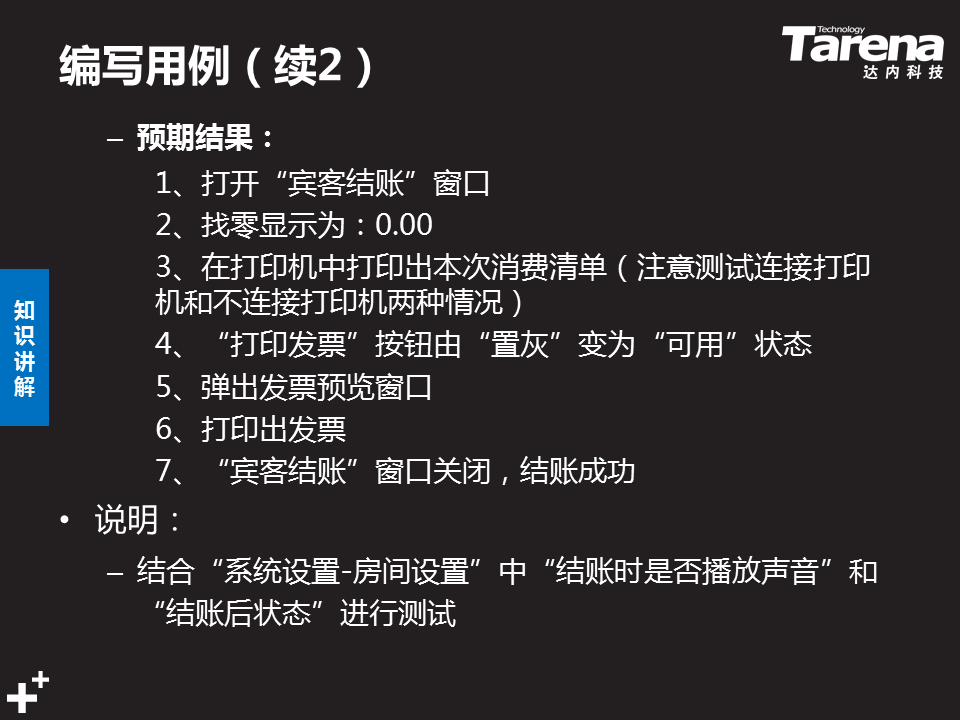 编写用例（续2）
Technology
Tarena
达内科技
– 预期结果：
1、打开“宾客结账”窗口
2、找零显示为：0.00
3、在打印机中打印出本次消费清单（注意测试连接打印
机和不连接打印机两种情况）
4、“打印发票”按钮由“置灰”变为“可用”状态
5、弹出发票预览窗口
6、打印出发票
7、“宾客结账”窗口关闭，结账成功
知识讲解
• 说明：
– 结合“系统设置-房间设置”中“结账时是否播放声音”和
“结账后状态”进行测试